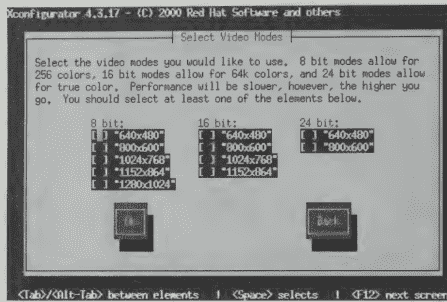 Xconfigurator 4.3.17 - (C) 2000 Red Hat Software and others
Select Video Modes
Select the video modes you would like to use. 8 bit modes allow for
256 colors, 16 bit modes allow for 64k colors, and 24 bit modes allow
for true color. Performance will be slower, however, the higher you
go. You should select at least one of the elements below.
8 bit: 16 bit: 24 bit:
[ ] "640x480" [ ] "640x480" [ ] "640x480"
[ ] "800x600" [ ] "800x600" [ ] "800x600"
[ ] "1024x768" [ ] "1024x768"
[ ] "1152x864" [ ] "1152x864"
[ ] "1280x1024"
Ok Back
<Tab>/<Alt-Tab> between elements | <Space> selects | <F12> next screen